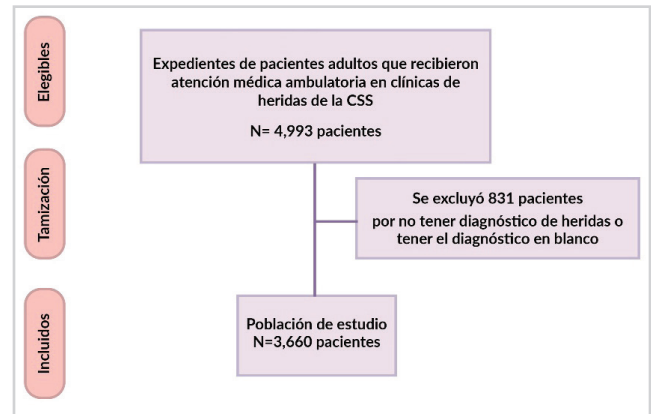 Elegibles
Expedientes de pacientes adultos que recibieron
atención médica ambulatoria en clínicas de
heridas de la CSS
N= 4,993 pacientes
Tamización
Se excluyó 831 pacientes
por no tener diagnóstico de heridas o
tener el diagnóstico en blanco
Incluidos
Población de estudio
N=3,660 pacientes